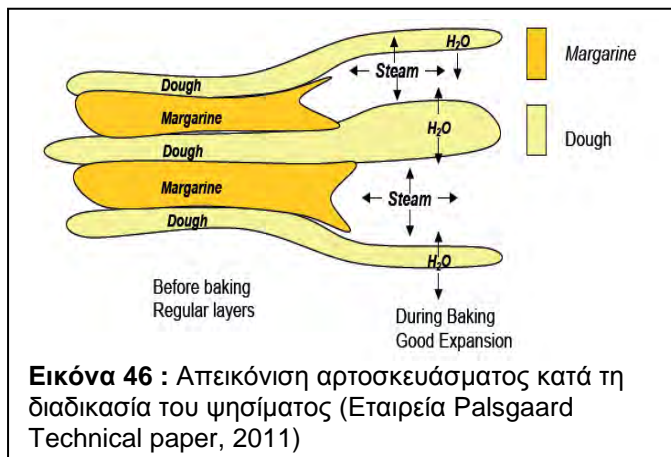 H₂O
Steam
Margarine
Dough
Margarine
Dough
H₂O
Dough
Margarine
Steam
Dough
H₂O
Before baking
Regular layers
During Baking
Good Expansion
Εικόνα 46 : Απεικόνιση αρτοσκευάσματος κατά τη
διαδικασία του ψησίματος (Εταιρεία Palsgaard
Technical paper, 2011)